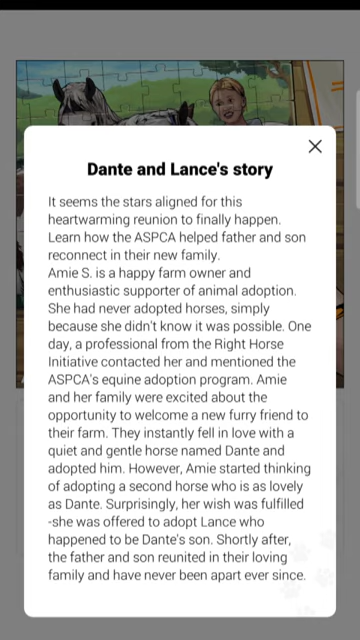 Dante and Lance's story
It seems the stars aligned for this
heartwarming reunion to finally happen.
Learn how the ASPCA helped father and son
reconnect in their new family.
Amie S. is a happy farm owner and
enthusiastic supporter of animal adoption.
She had never adopted horses, simply
because she didn't know it was possible. One
day, a professional from the Right Horse
Initiative contacted her and mentioned the
ASPCA's equine adoption program. Amie
and her family were excited about the
opportunity to welcome a new furry friend to
their farm. They instantly fell in love with a
quiet and gentle horse named Dante and
adopted him. However, Amie started thinking
of adopting a second horse who is as lovely
as Dante. Surprisingly, her wish was fulfilled
-she was offered to adopt Lance who
happened to be Dante's son. Shortly after,
the father and son reunited in their loving
family and have never been apart ever since.